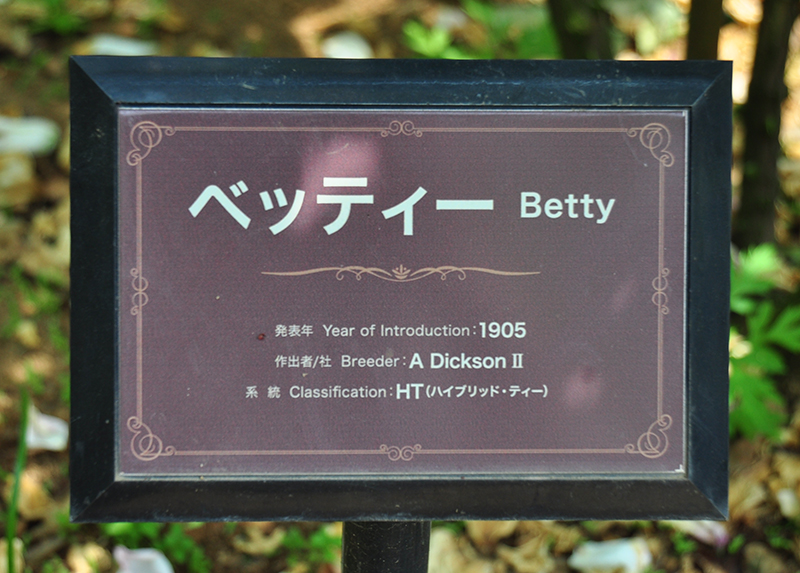 ベッティー Betty
発表年 Year of Introduction:1905
作出者/社 Breeder:A Dickson Ⅱ
系 統 Classification:HT(ハイブリッド・ティー)